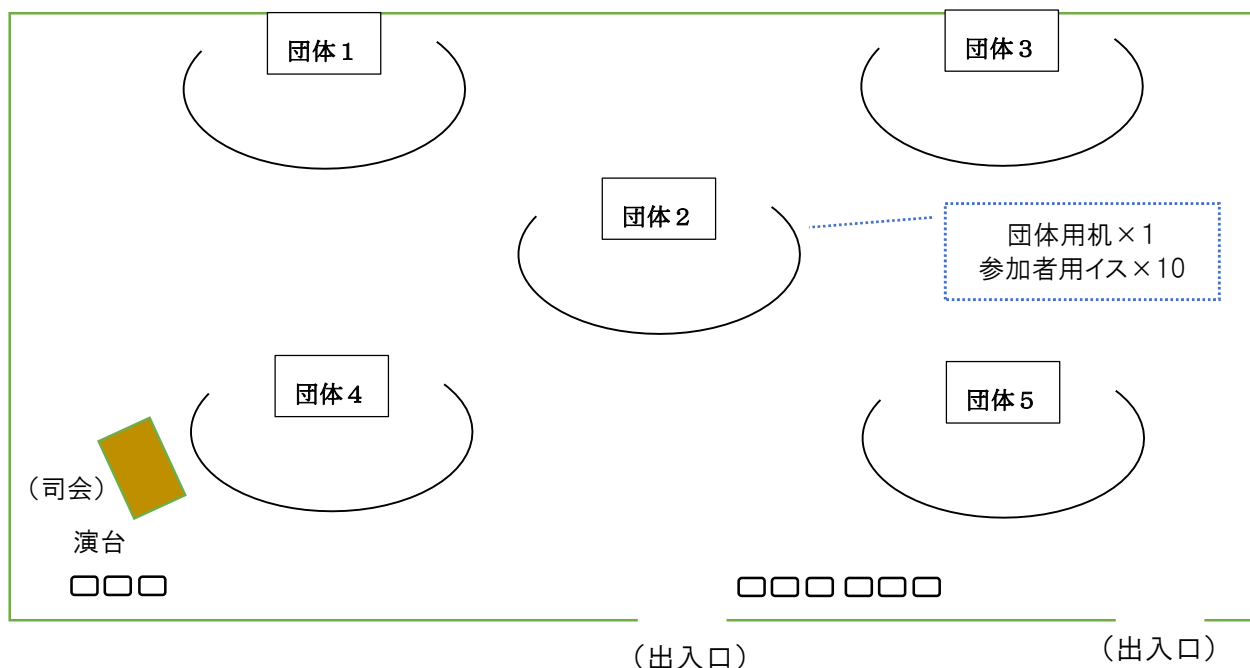 団体１
団体３
団体２
団体用机×１
参加者用イス×10
団体４
団体５
（司会）
演台
（出入口）
（出入口）